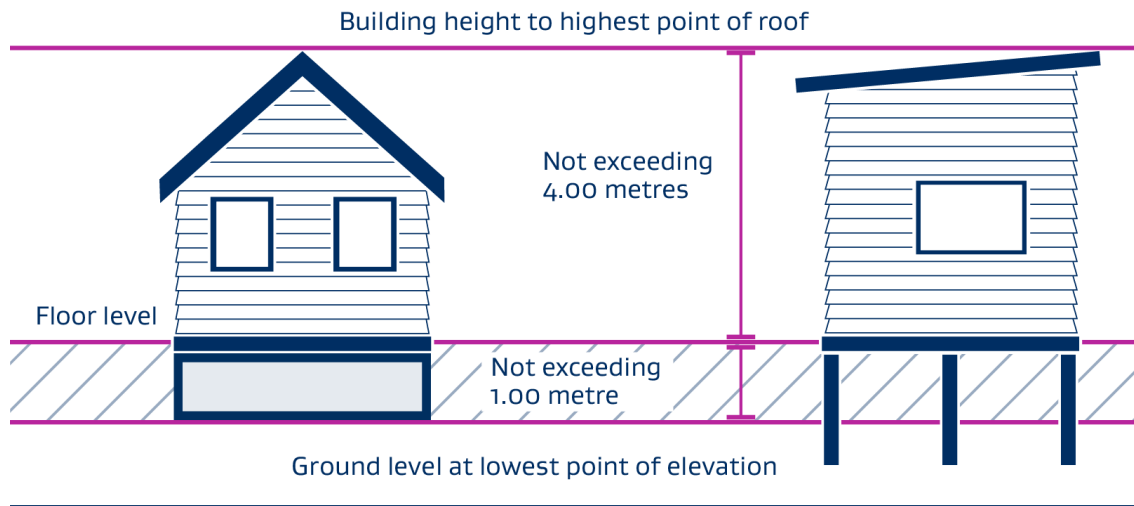 Building height to highest point of roof
Not exceeding
4.00 metres
Floor level
Not exceeding
1.00 metre
Ground level at lowest point of elevation